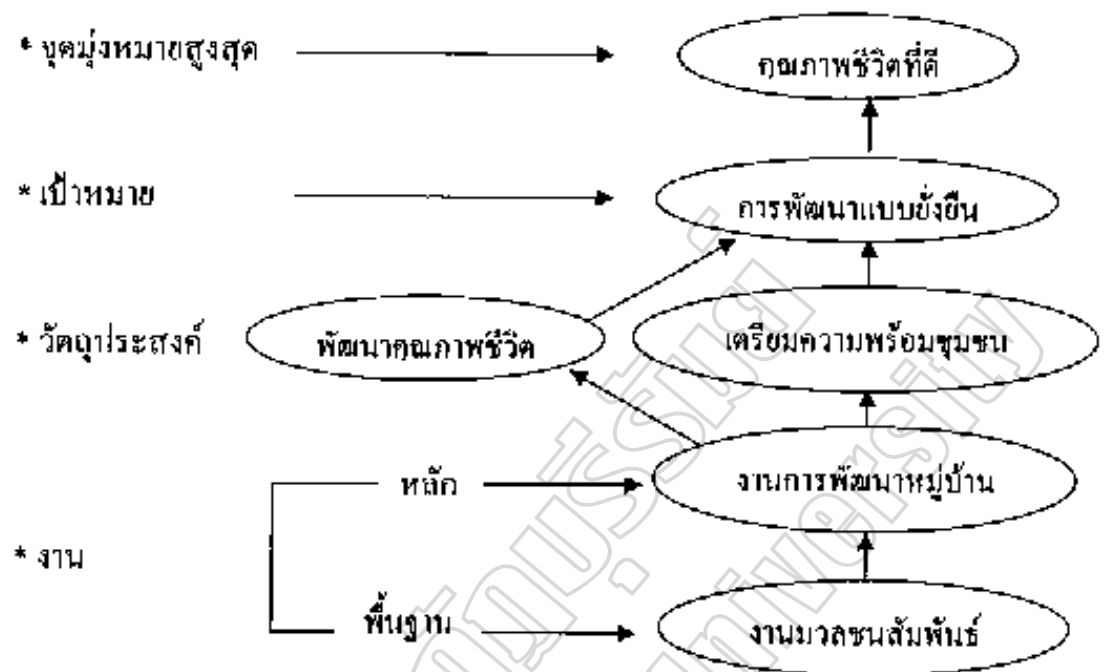 * จุดมุ่งหมายสูงสุด
คุณภาพชีวิตที่ดี
* เป้าหมาย
การพัฒนาแบบยั่งยืน
* วัตถุประสงค์
พัฒนาคุณภาพชีวิต
เตรียมความพร้อมชุมชน
หลัก
งานการพัฒนาหมู่บ้าน
* งาน
พื้นฐาน
งานมวลชนสัมพันธ์
University